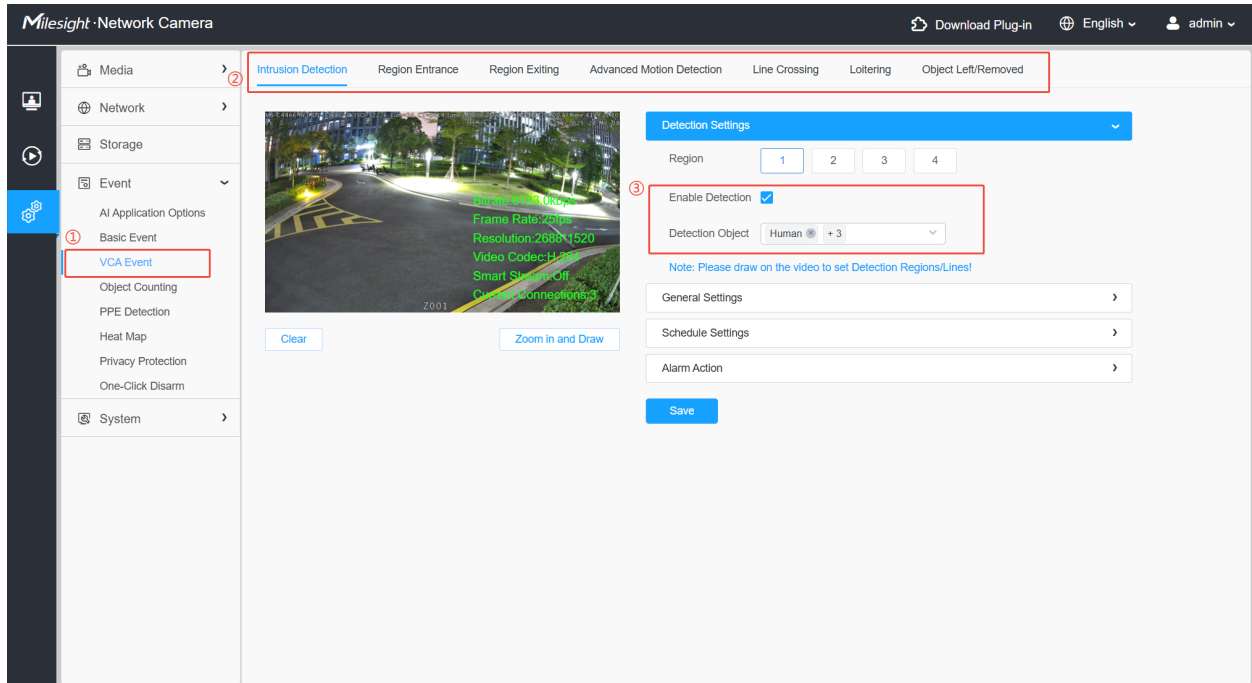 Milesight · Network Camera
Download Plug-in
English
admin
Media
Network
Storage
Event
AI Application Options
Basic Event
①
VCA Event
Object Counting
PPE Detection
Heat Map
Privacy Protection
One-Click Disarm
System
②
Intrusion Detection Region Entrance Region Exiting Advanced Motion Detection Line Crossing Loitering Object Left/Removed
Frame Rate:25fps
Resolution:2688*1520
Video Codec:H.264
Smart Stream:Off
Current Connections:3
Z001
Clear
Zoom in and Draw
Detection Settings
Region 1 2 3 4
③
Enable Detection
Detection Object Human + 3
Note: Please draw on the video to set Detection Regions/Lines!
General Settings
Schedule Settings
Alarm Action
Save